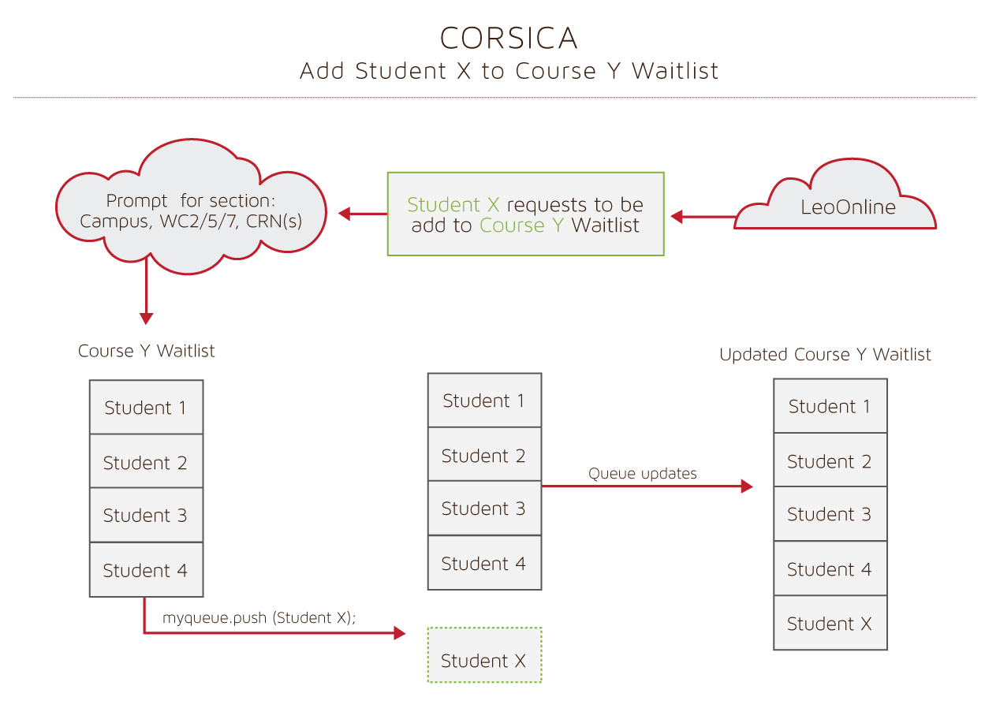 CORSICA
Add Student X to Course Y Waitlist
Prompt  for section:
Campus, WC2/5/7, CRN(s)
Student X requests to be
add to Course Y Waitlist
LeoOnline
Course Y Waitlist
Student 1
Student 2
Student 3
Student 4
myqueue.push (Student X);
Student 1
Student 2
Student 3
Student 4
Student X
Queue updates
Updated Course Y Waitlist
Student 1
Student 2
Student 3
Student 4
Student X